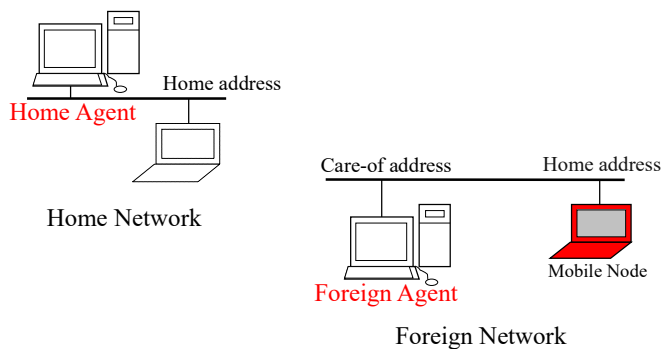 Home address
Home Agent
Home Network
Care-of address
Home address
Mobile Node
Foreign Agent
Foreign Network